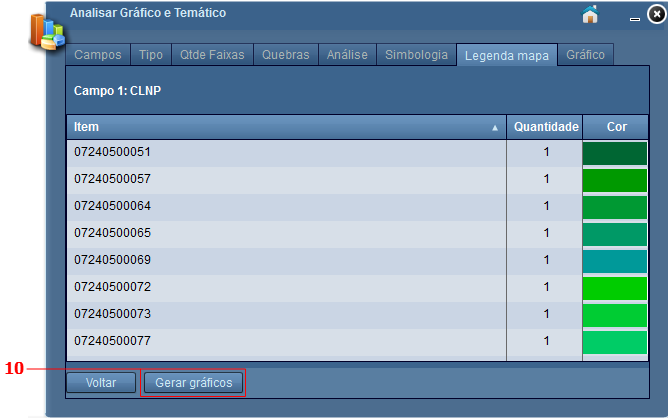 Analisar Gráfico e Temático
Campos Tipo Qtde Faixas Quebras Análise Simbologia Legenda mapa Gráfico
Campo 1: CLNP
Item Quantidade Cor
07240500051 1
07240500057 1
07240500064 1
07240500065 1
07240500069 1
07240500072 1
07240500073 1
07240500077 1
10
Voltar Gerar gráficos